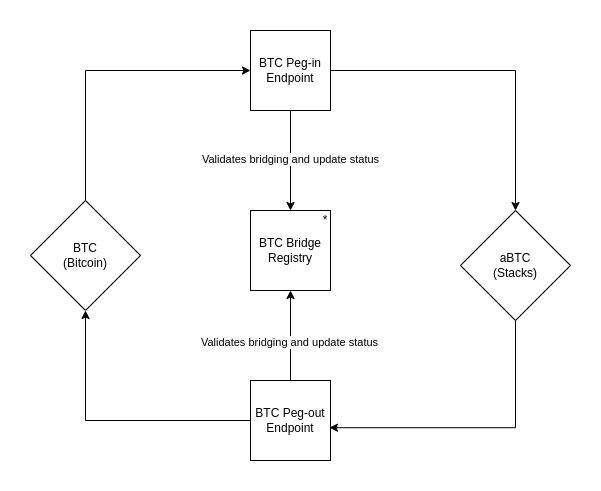 BTC Peg-in
Endpoint
Validates bridging and update status
*
BTC Bridge
Registry
BTC
(Bitcoin)
aBTC
(Stacks)
Validates bridging and update status
BTC Peg-out
Endpoint